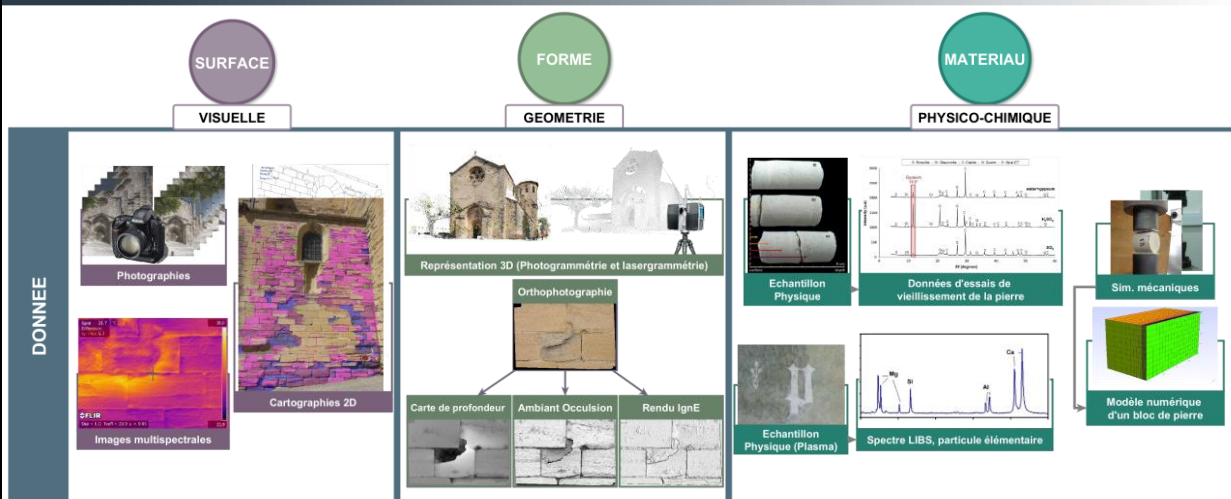 SURFACE
FORME
MATERIAU
VISUELLE
GEOMETRIE
PHYSICO-CHIMIQUE
DONNEE
Photographies
Images multispectrales
Cartographies 2D
FLIR
Représentation 3D (Photogrammétrie et lasergrammétrie)
Orthophotographie
Carte de profondeur
Ambiant Occulsion
Rendu IgnE
Echantillon
Physique
Données d'essais de
vieillissement de la pierre
Sim. mécaniques
Echantillon
Physique (Plasma)
Mg
Si
Al
Ca
Spectre LIBS, particule élémentaire
Modèle numérique
d'un bloc de pierre